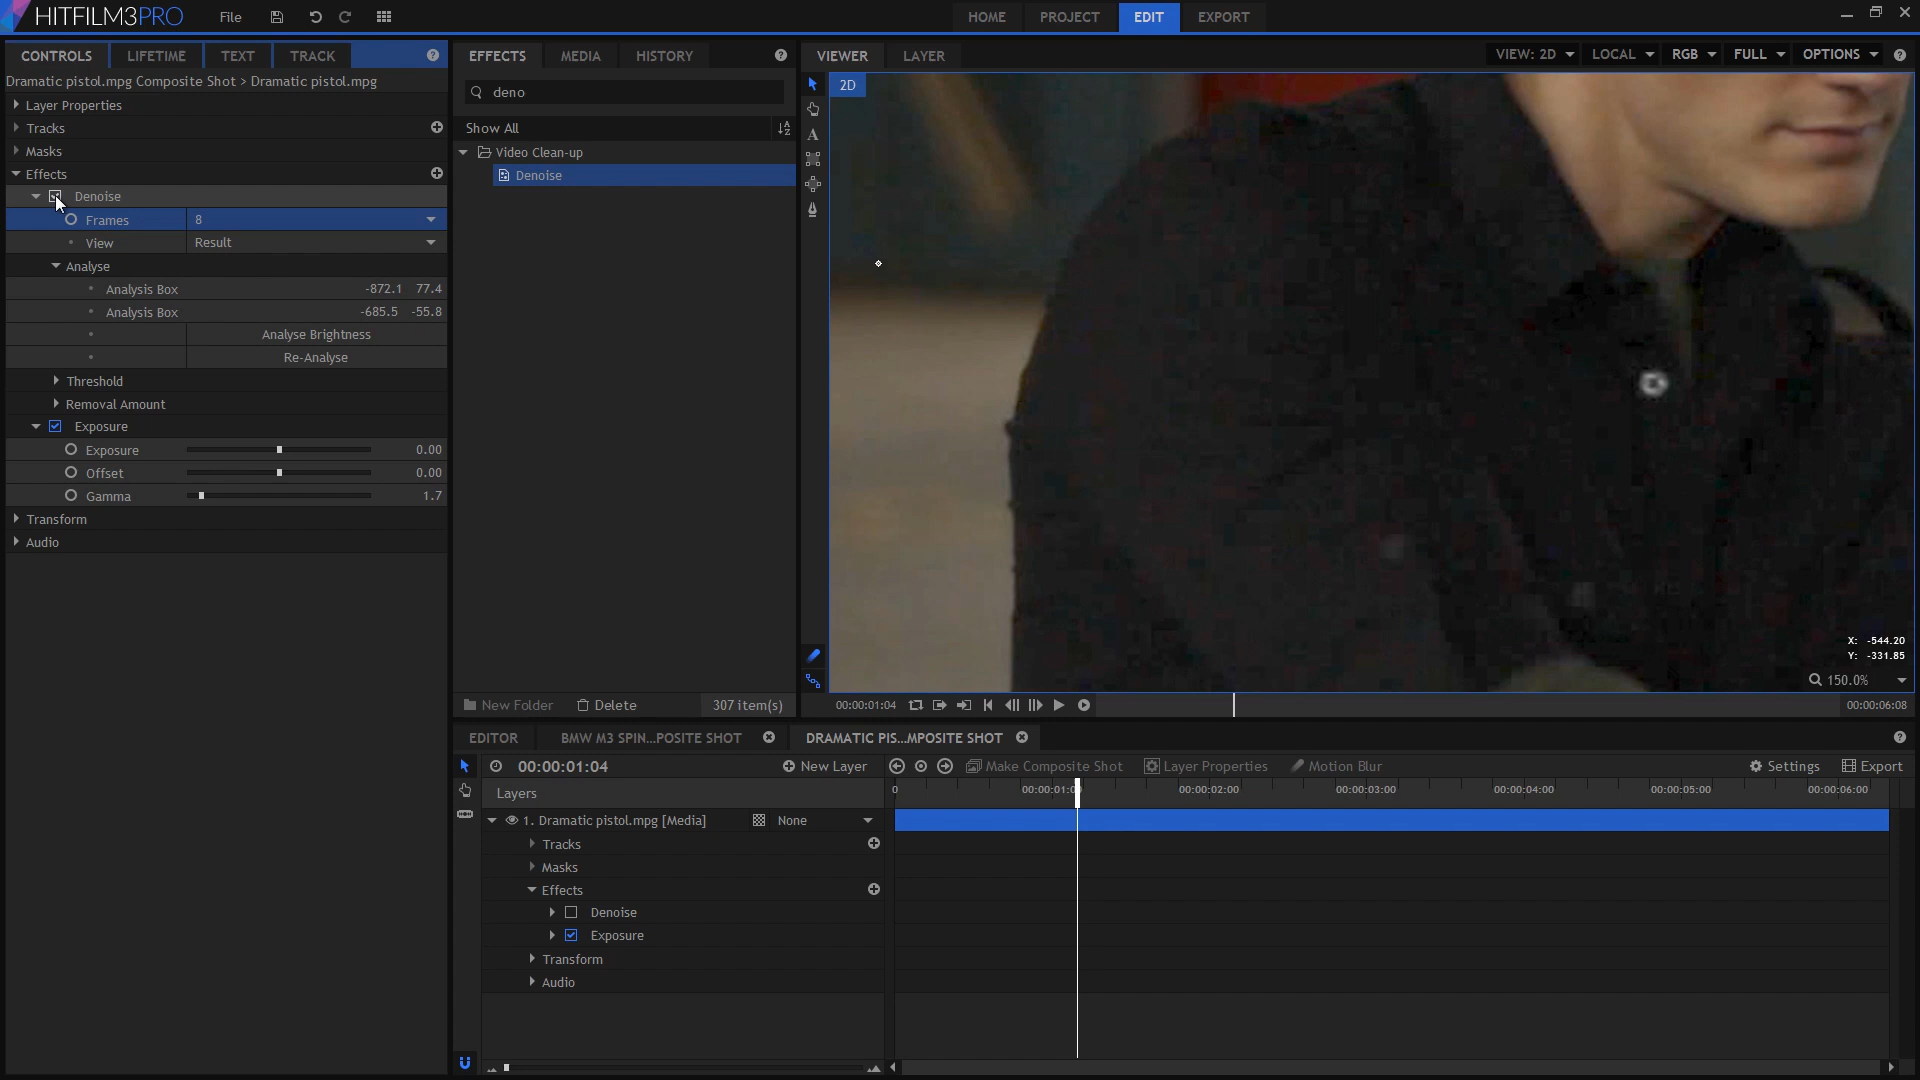 HITFILM3PRO File HOME PROJECT EDIT EXPORT
CONTROLS LIFETIME TEXT TRACK
Dramatic pistol.mpg Composite Shot > Dramatic pistol.mpg
Layer Properties
Tracks
Masks
Effects
Denoise
Frames 8
View Result
Analyse
Analysis Box -872.1 77.4
Analysis Box -685.5 -55.8
Analyse Brightness
Re-Analyse
Threshold
Removal Amount
Exposure
Exposure 0.00
Offset 0.00
Gamma 1.7
Transform
Audio
EFFECTS MEDIA HISTORY
deno
Show All
Video Clean-up
Denoise
New Folder Delete 307 item(s)
VIEWER LAYER VIEW: 2D LOCAL RGB FULL OPTIONS
2D
A
X: -544.20
Y: -331.85
150.0%
00:00:01:04 00:00:06:08
EDITOR BMW M3 SPIN...POSITE SHOT DRAMATIC PIS...MPOSITE SHOT
00:00:01:04 New Layer Make Composite Shot Layer Properties Motion Blur Settings Export
Layers 0 00:00:01:0 00:00:02:00 00:00:03:00 00:00:04:00 00:00:05:00 00:00:06:00
1. Dramatic pistol.mpg [Media] None
Tracks
Masks
Effects
Denoise
Exposure
Transform
Audio